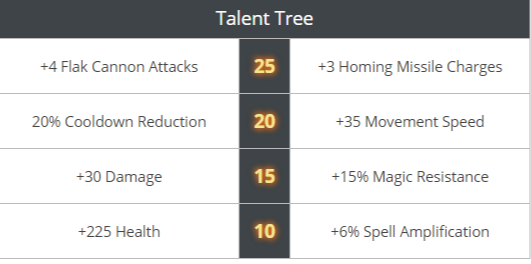 Talent Tree
+4 Flak Cannon Attacks 25 +3 Homing Missile Charges
20% Cooldown Reduction 20 +35 Movement Speed
+30 Damage 15 +15% Magic Resistance
+225 Health 10 +6% Spell Amplification